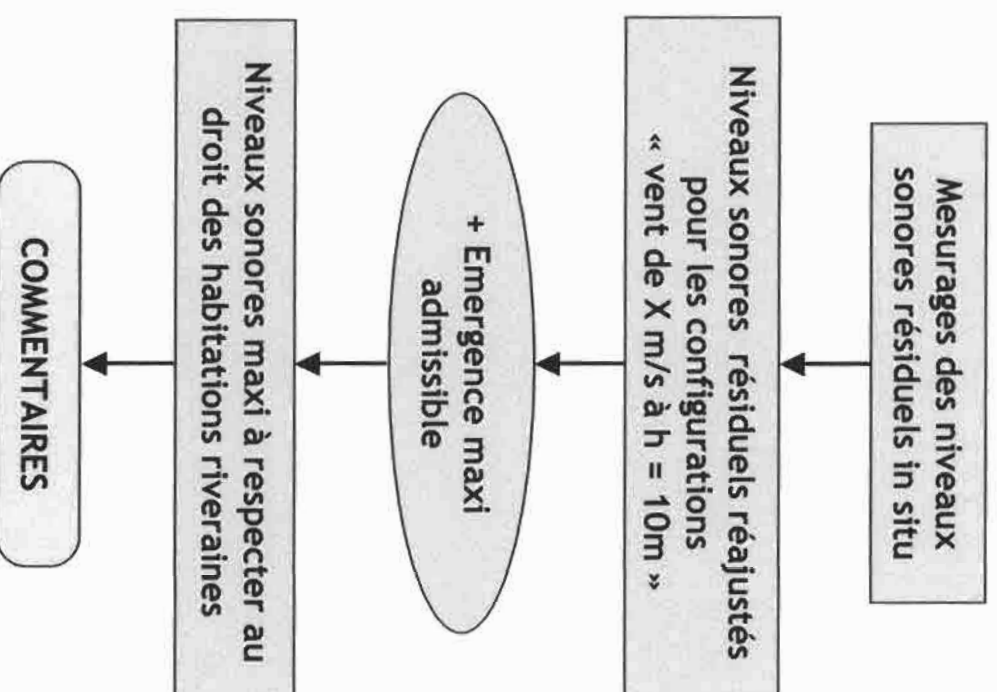 Mesurages des niveaux
sonores résiduels in situ
Niveaux sonores résiduels réajustés
pour les configurations
« vent de X m/s à h = 10m »
+ Emergence maxi
admissible
Niveaux sonores maxi à respecter au
droit des habitations riveraines
COMMENTAIRES